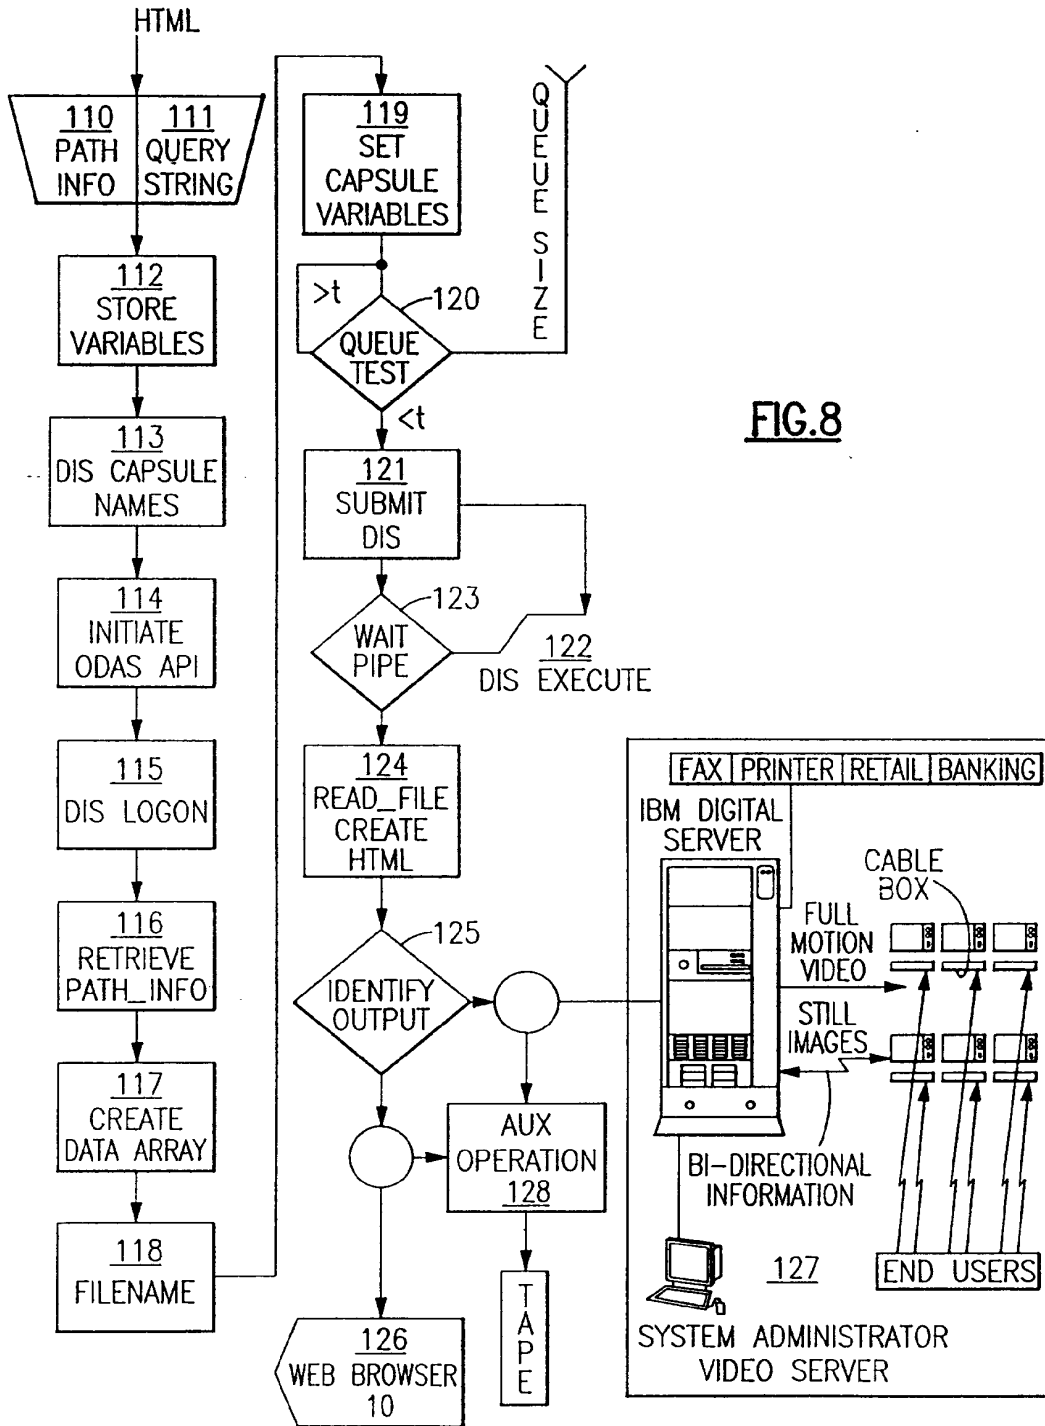 HTML
110
PATH
INFO
111
QUERY
STRING
112
STORE
VARIABLES
113
DIS CAPSULE
NAMES
114
INITIATE
ODAS API
115
DIS LOGON
116
RETRIEVE
PATH_INFO
117
CREATE
DATA ARRAY
118
FILENAME
119
SET
CAPSULE
VARIABLES
QUEUE SIZE
>t
120
QUEUE
TEST
<t
121
SUBMIT
DIS
123
WAIT
PIPE
122
DIS EXECUTE
124
READ_FILE
CREATE
HTML
125
IDENTIFY
OUTPUT
AUX
OPERATION
128
TAPE
126
WEB BROWSER
10
FIG.8
FAX PRINTER RETAIL BANKING
IBM DIGITAL
SERVER
CABLE
BOX
FULL
MOTION
VIDEO
STILL
IMAGES
BI-DIRECTIONAL
INFORMATION
127
END USERS
SYSTEM ADMINISTRATOR
VIDEO SERVER